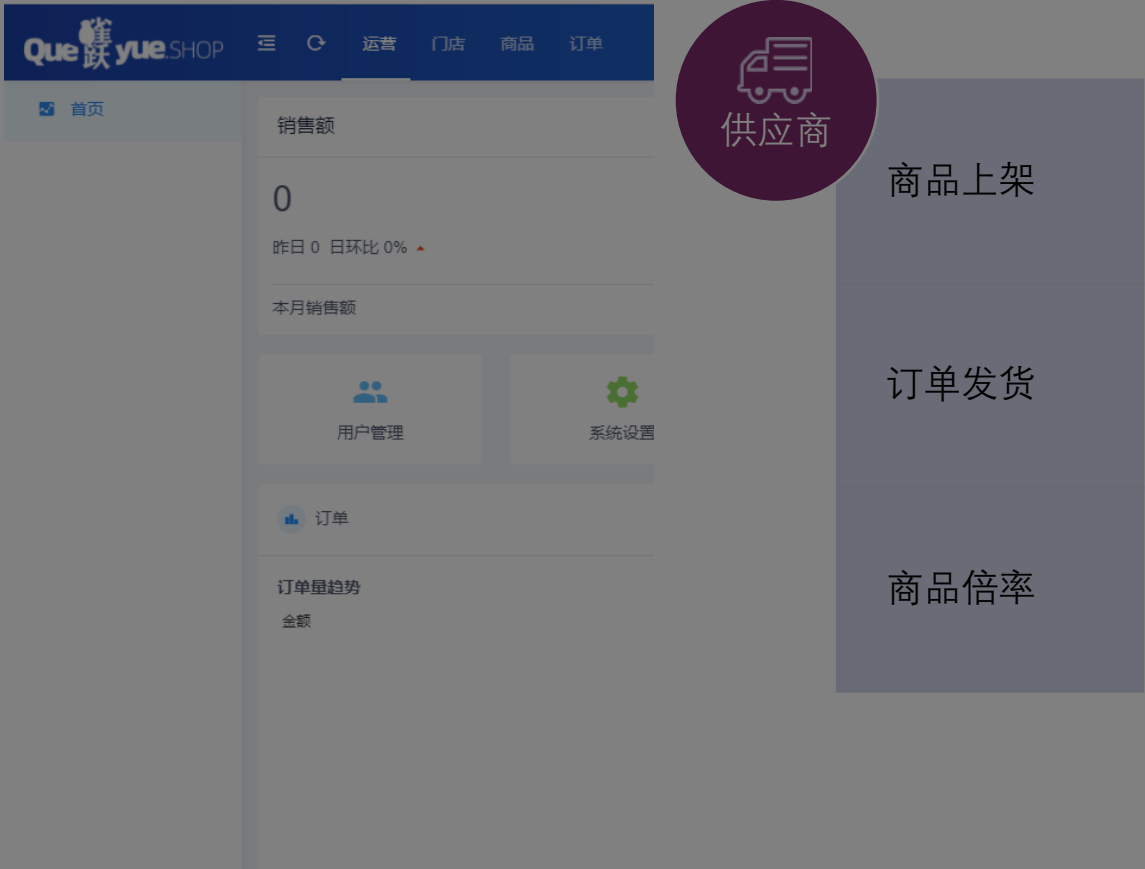 Que 雀跃 yue.SHOP
运营 门店 商品 订单
首页
销售额
0
昨日 0 日环比 0%
本月销售额
用户管理
系统设置
订单
订单量趋势
金额
供应商
商品上架
订单发货
商品倍率